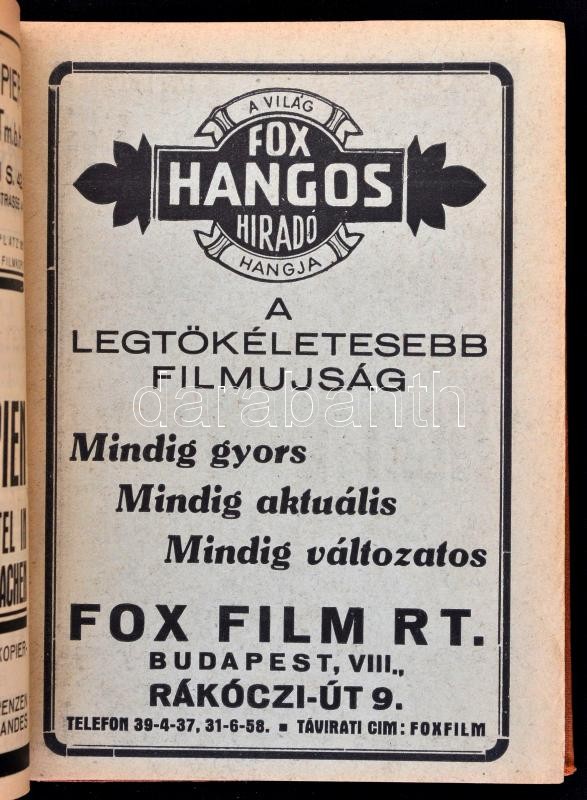 A VILÁG
FOX
HANGOS
HIRADÓ
HANGJA
A
LEGTÖKÉLETESEBB
FILMUJSÁG
darabanth
Mindig gyors
Mindig aktuális
Mindig változatos
FOX FILM RT.
BUDAPEST, VIII.,
RÁKÓCZI-ÚT 9.
TELEFON 39-4-37, 31-6-58. ■ TÁVIRATI CIM: FOXFILM